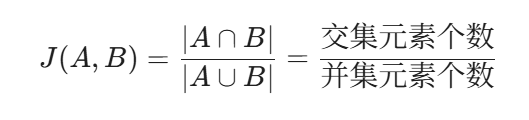 J(A, B) = |A ∩ B| / |A ∪ B| = 交集元素个数 / 并集元素个数